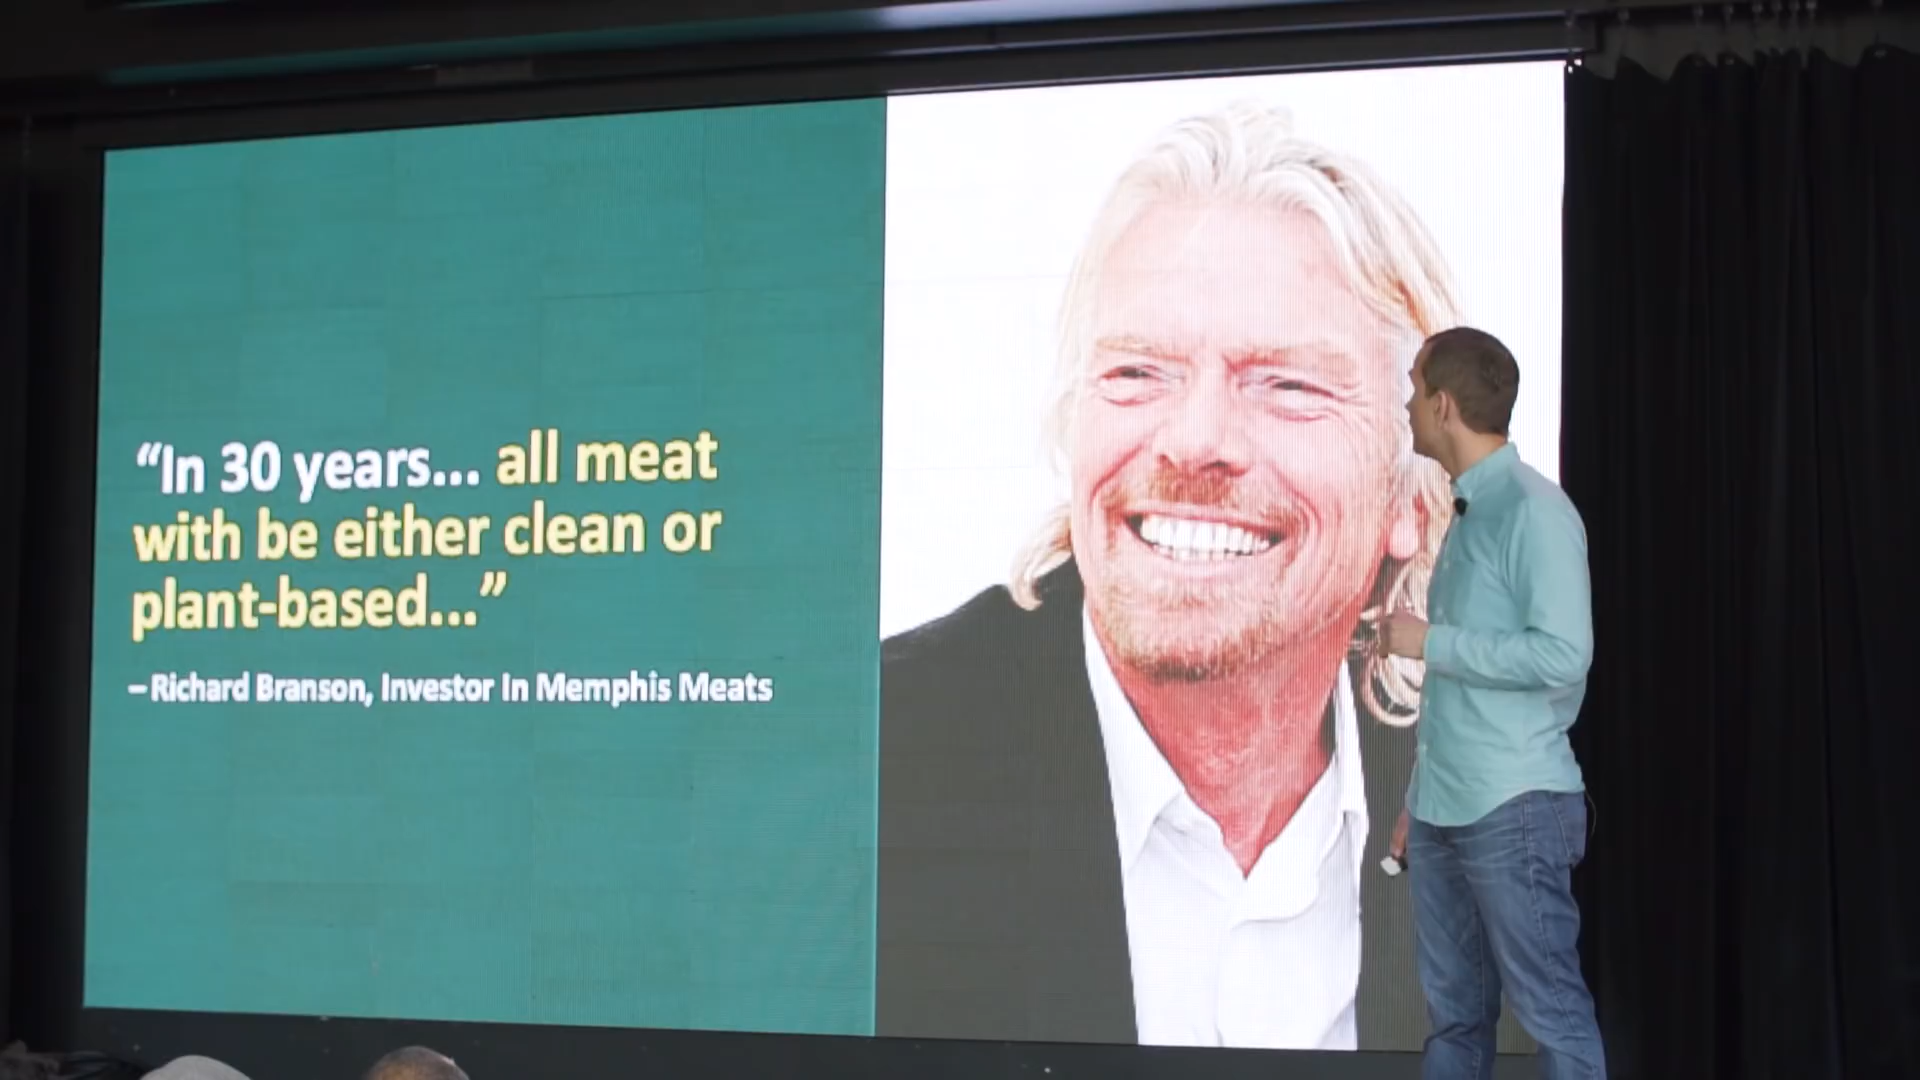 “In 30 years... all meat
with be either clean or
plant-based...”
– Richard Branson, Investor In Memphis Meats